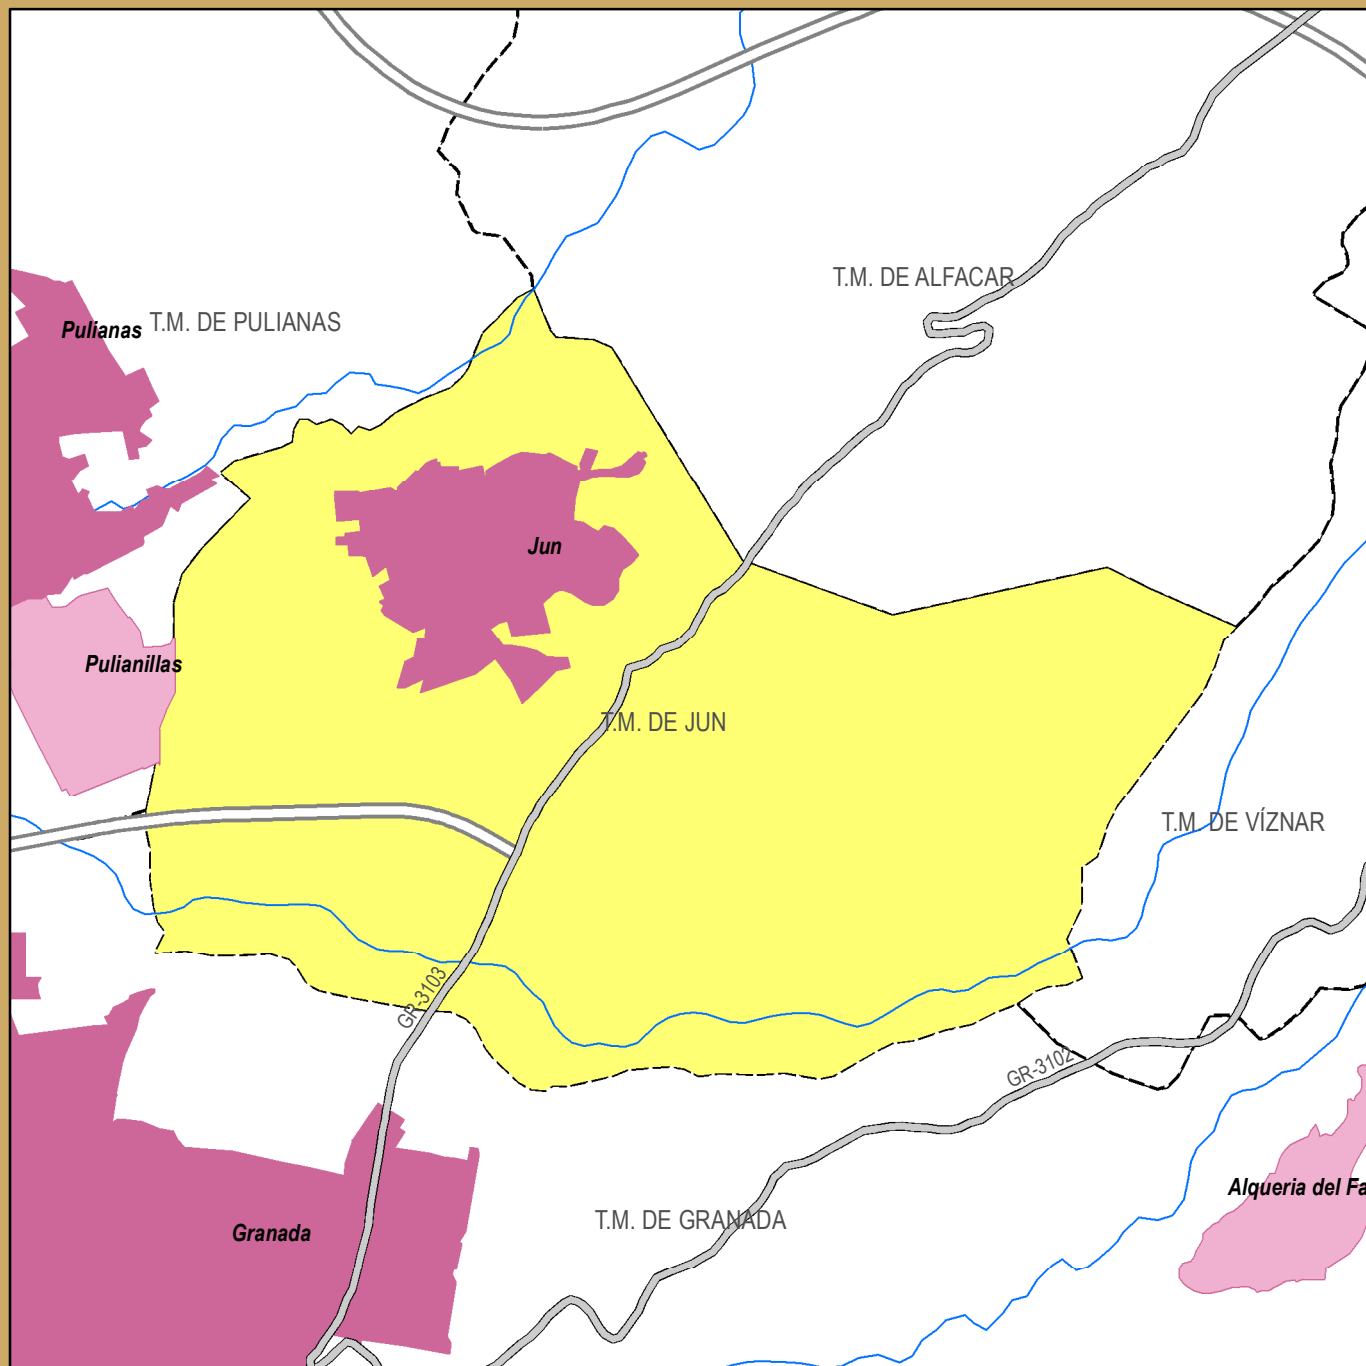 T.M. DE ALFACAR
Pulianas
T.M. DE PULIANAS
Jun
Pulianillas
T.M. DE JUN
T.M. DE VÍZNAR
GR-3103
GR-3102
Alqueria del Fa
T.M. DE GRANADA
Granada